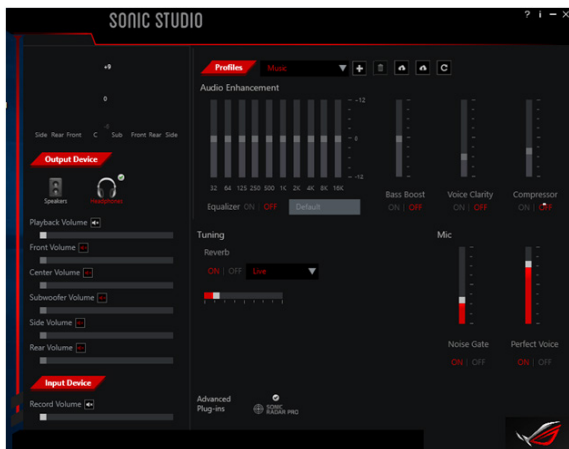 SONIC STUDIO
? i
+9
0
Side Rear Front C Sub Front Rear Side
Output Device
Speakers Headphones
Playback Volume
Front Volume
Center Volume
Subwoofer Volume
Side Volume
Rear Volume
Input Device
Record Volume
Profiles Music
Audio Enhancement
-12
0
-12
32 64 125 250 500 1K 2K 4K 8K 16K
Equalizer ON | OFF Default
Bass Boost Voice Clarity Compressor
ON | OFF ON | OFF ON | OFF
Tuning
Reverb
ON | OFF Live
Mic
Noise Gate Perfect Voice
ON | OFF ON | OFF
Advanced
Plug-ins
SONIC
RADAR PRO